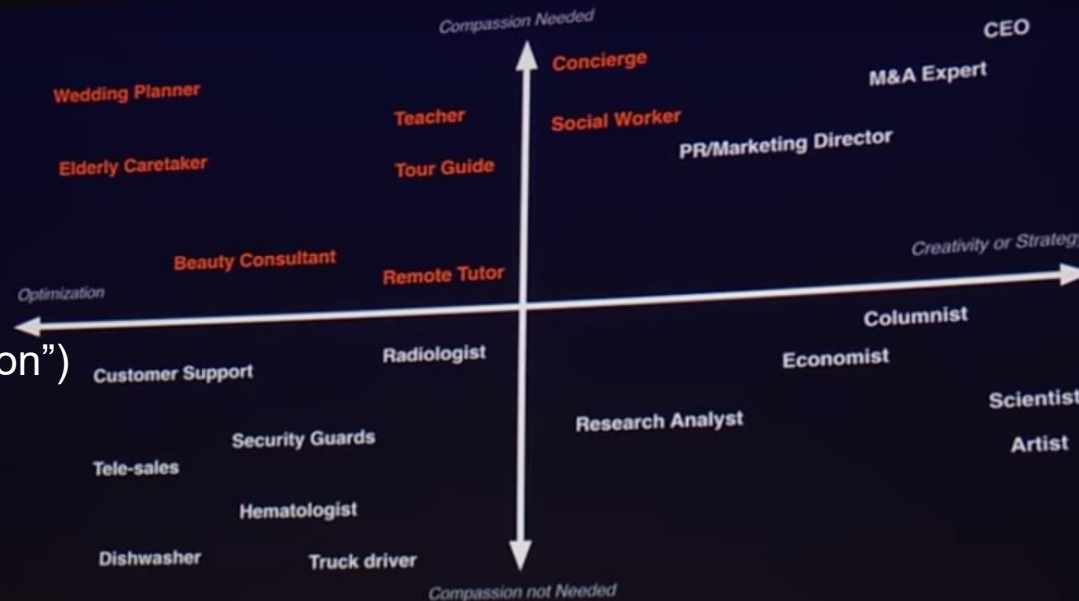 Compassion Needed
CEO
Concierge
M&A Expert
Wedding Planner
Teacher
Social Worker
PR/Marketing Director
Elderly Caretaker
Tour Guide
Beauty Consultant
Remote Tutor
Creativity or Strategy
Optimization
Columnist
on”)
Customer Support
Radiologist
Economist
Scientist
Research Analyst
Artist
Security Guards
Tele-sales
Hematologist
Dishwasher
Truck driver
Compassion not Needed